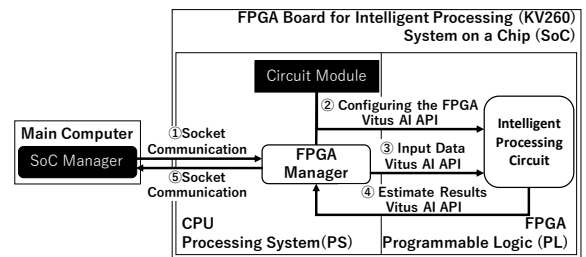 FPGA Board for Intelligent Processing (KV260)
System on a Chip (SoC)
Circuit Module
② Configuring the FPGA
Vitus AI API
Main Computer
SoC Manager
①Socket
Communication
⑤Socket
Communication
FPGA
Manager
③ Input Data
Vitus AI API
④ Estimate Results
Vitus AI API
Intelligent
Processing
Circuit
CPU
Processing System(PS)
FPGA
Programmable Logic (PL)